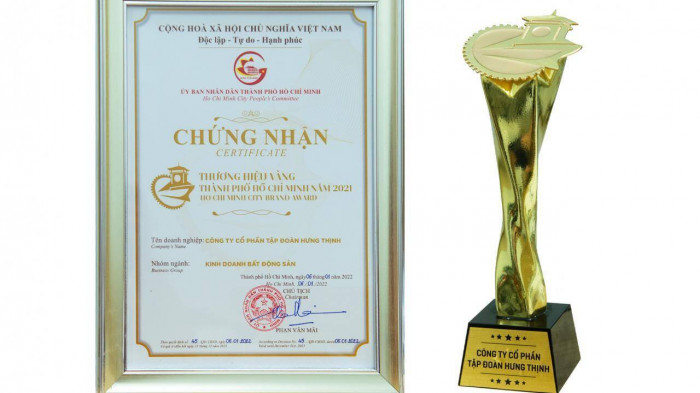 CỘNG HOÀ XÃ HỘI CHỦ NGHĨA VIỆT NAM
Độc lập - Tự do - Hạnh phúc
ỦY BAN NHÂN DÂN THÀNH PHỐ HỒ CHÍ MINH
Ho Chi Minh City People's Committee
CHỨNG NHẬN
CERTIFICATE
THƯƠNG HIỆU VÀNG
THÀNH PHỐ HỒ CHÍ MINH NĂM 2021
HO CHI MINH CITY BRAND AWARD
Tên doanh nghiệp: CÔNG TY CỔ PHẦN TẬP ĐOÀN HƯNG THỊNH
Company's Name
Nhóm ngành: KINH DOANH BẤT ĐỘNG SẢN
Business Group
Thành phố Hồ Chí Minh, ngày 06 tháng 01 năm 2022
Ho Chi Minh, 06-01-2022
CHỦ TỊCH
Chairman
PHAN VĂN MÃI
CÔNG TY CỔ PHẦN
TẬP ĐOÀN HƯNG THỊNH